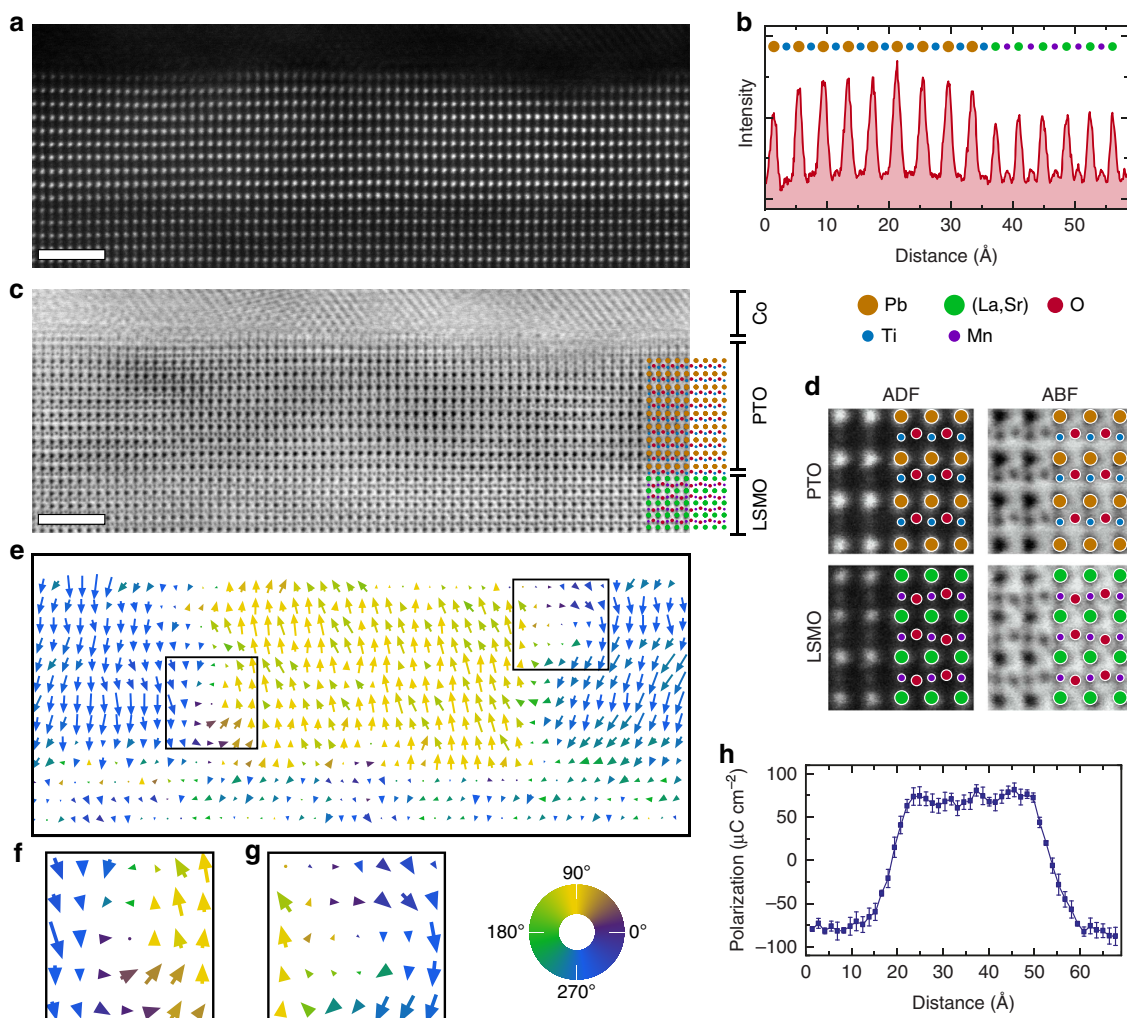 a
b
Intensity
0 10 20 30 40 50
Distance (Å)
Pb (La,Sr) O
Ti Mn
c
Co
PTO
LSMO
d
ADF ABF
PTO
LSMO
e
f
g
90°
180° 0°
270°
h
Polarization (μC cm−2)
100
50
0
−50
−100
0 10 20 30 40 50 60
Distance (Å)